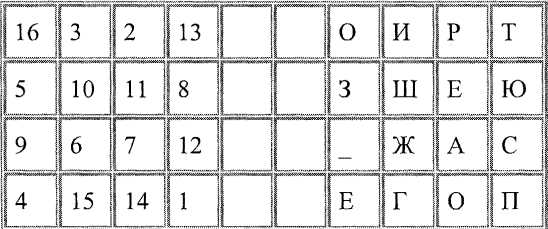 16 3 2 13 О И Р Т
5 10 11 8 З Ш Е Ю
9 6 7 12 _ Ж А С
4 15 14 1 Е Г О П